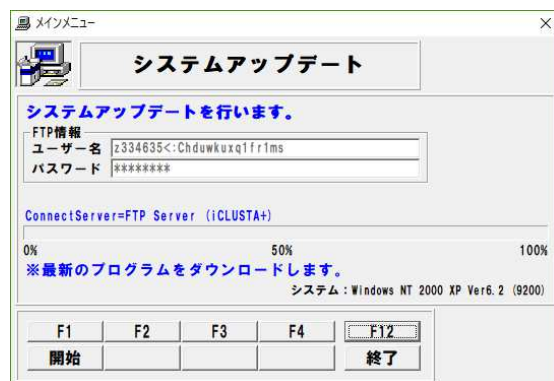 メインメニュー
システムアップデート
システムアップデートを行います。
FTP情報
ユーザー名 z334635<:Chduwkuxq1fr1ms
パスワード ********
ConnectServer=FTP Server (iCLUSTA+)
0% 50% 100%
※最新のプログラムをダウンロードします。
システム：Windows NT 2000 XP Ver6.2 (9200)
F1 F2 F3 F4 F12
開始 終了